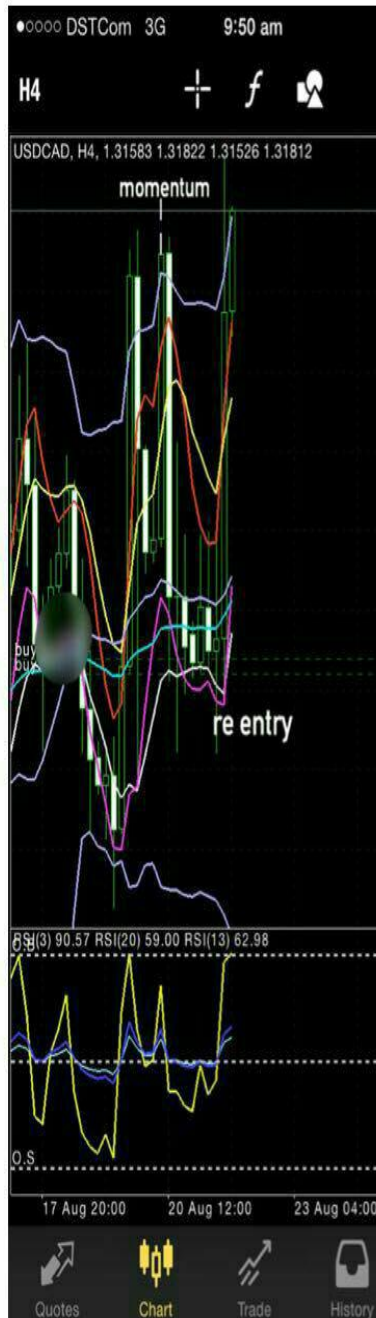 DSTCom 3G 9:50 am
H4 f
USDCAD, H4, 1.31583 1.31822 1.31526 1.31812
momentum
buy
buy
re entry
RSI(3) 90.57 RSI(20) 59.00 RSI(13) 62.98
O.B
O.S
17 Aug 20:00 20 Aug 12:00 23 Aug 04:00
Quotes Chart Trade History